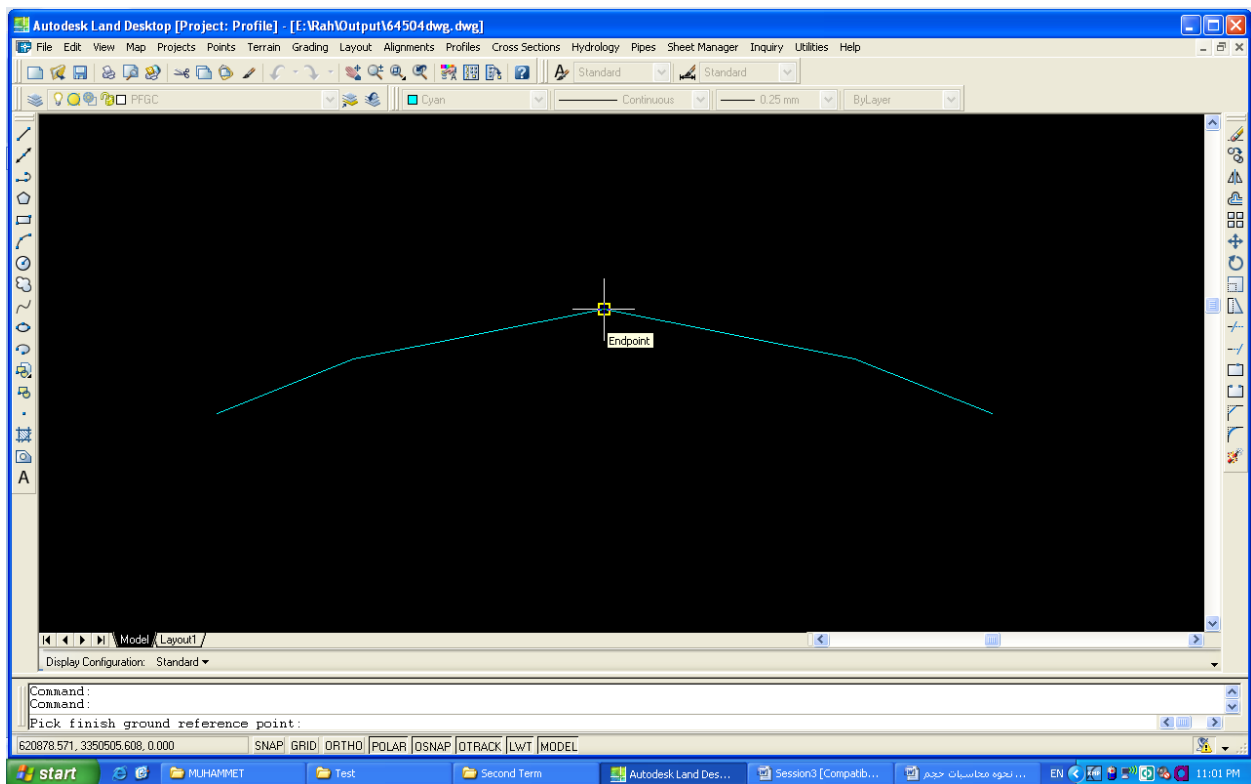 Autodesk Land Desktop [Project: Profile] - [E:\Rah\Output\64504dwg.dwg]
File Edit View Map Projects Points Terrain Grading Layout Alignments Profiles Cross Sections Hydrology Pipes Sheet Manager Inquiry Utilities Help
A Standard Standard
PFGC Cyan Continuous 0.25 mm ByLayer
Endpoint
A
Model Layout1
Display Configuration: Standard
Command:
Command:
Pick finish ground reference point:
620878.571, 3350505.608, 0.000 SNAP GRID ORTHO POLAR OSNAP OTRACK LWT MODEL
start MUHAMMET Test Second Term Autodesk Land Des... Session3 [Compatib... نحوه محاسبات حجم ... EN 11:01 PM